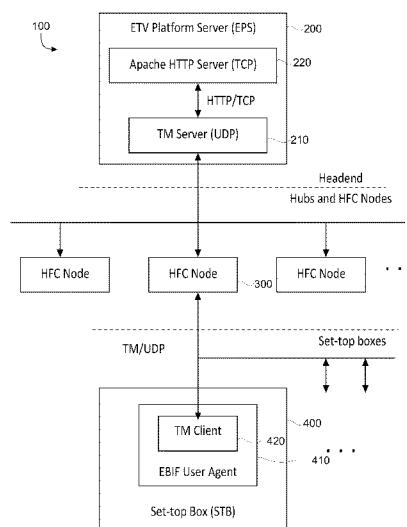 100
ETV Platform Server (EPS)
200
Apache HTTP Server (TCP)
220
HTTP/TCP
TM Server (UDP)
210
Headend
Hubs and HFC Nodes
HFC Node
HFC Node
HFC Node
. . .
300
TM/UDP
Set-top boxes
400
TM Client
420
. . .
410
EBIF User Agent
Set-top Box (STB)